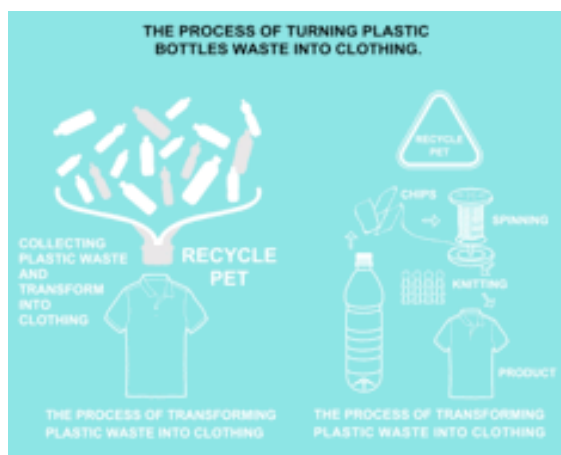 THE PROCESS OF TURNING PLASTIC
BOTTLES WASTE INTO CLOTHING.
COLLECTING
PLASTIC WASTE
AND
TRANSFORM
INTO
CLOTHING
RECYCLE
PET
THE PROCESS OF TRANSFORMING
PLASTIC WASTE INTO CLOTHING
RECYCLE
PET
CHIPS
SPINNING
KNITTING
PRODUCT
THE PROCESS OF TRANSFORMING
PLASTIC WASTE INTO CLOTHING